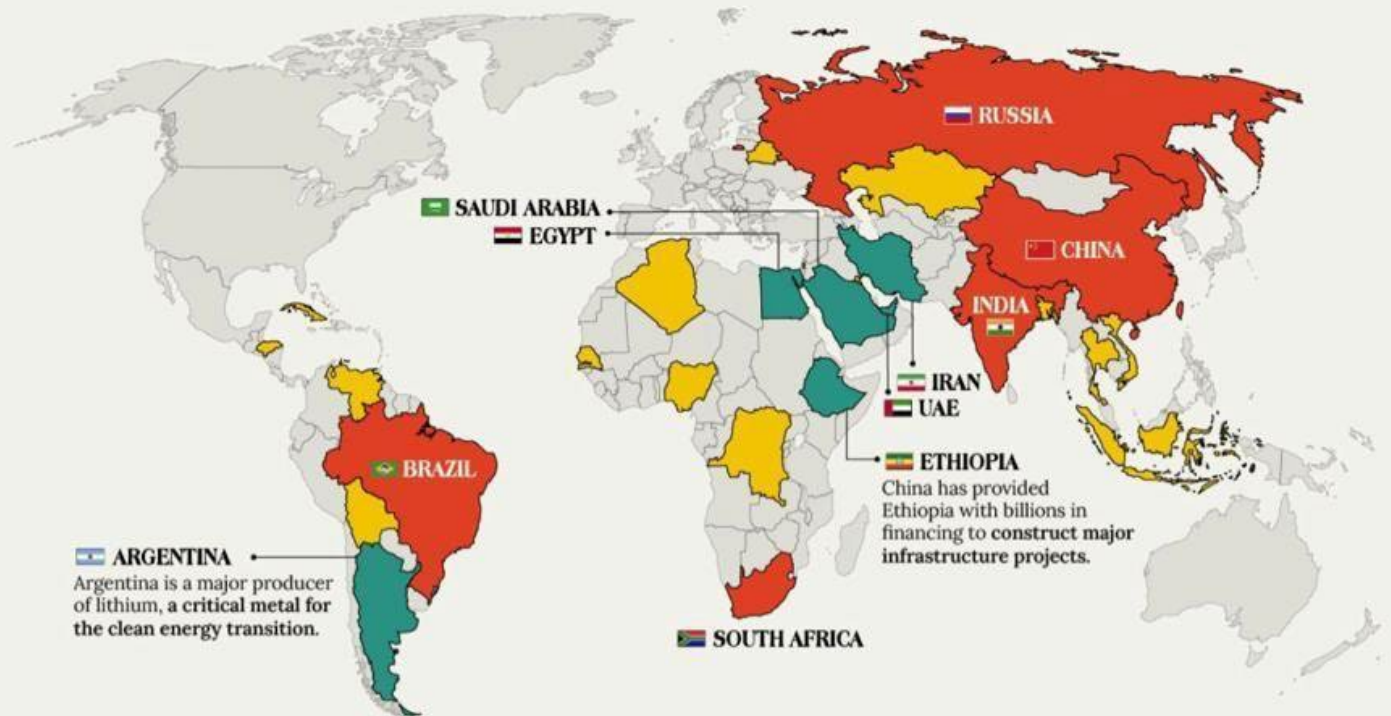 RUSSIA
SAUDI ARABIA
EGYPT
CHINA
INDIA
IRAN
UAE
BRAZIL
ETHIOPIA
China has provided
Ethiopia with billions in
financing to construct major
infrastructure projects.
ARGENTINA
Argentina is a major producer
of lithium, a critical metal for
the clean energy transition.
SOUTH AFRICA